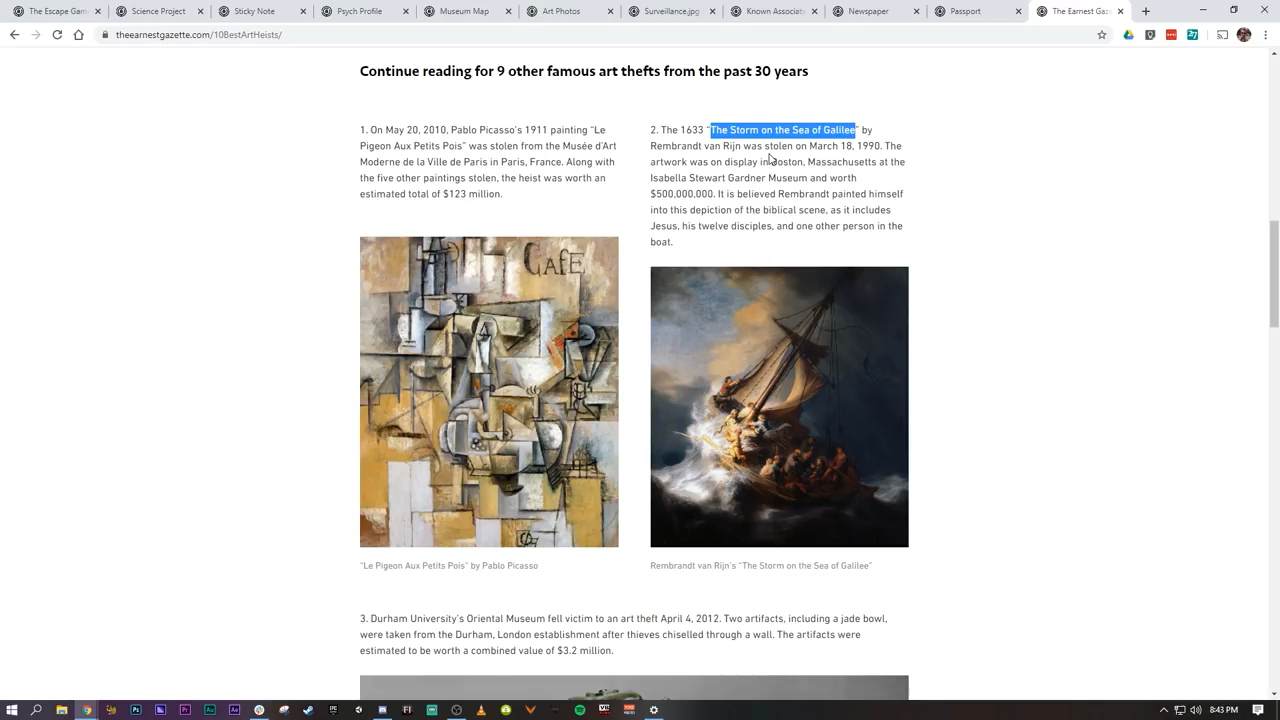 The Escape Gam
Science Project
Sticky Note
Psych Profile
Museum Map
Art Photos
Surveillance.jpg
Known Associate
Newspaper
Passport
The Earnest Gaz
theearnestgazette.com/10BestArtHeists/
Continue reading for 9 other famous art thefts from the past 30 years
1. On May 20, 2010, Pablo Picasso's 1911 painting “Le
Pigeon Aux Petits Pois” was stolen from the Musée d'Art
Moderne de la Ville de Paris in Paris, France. Along with
the five other paintings stolen, the heist was worth an
estimated total of $123 million.
2. The 1633 “The Storm on the Sea of Galilee” by
Rembrandt van Rijn was stolen on March 18, 1990. The
artwork was on display in Boston, Massachusetts at the
Isabella Stewart Gardner Museum and worth
$500,000,000. It is believed Rembrandt painted himself
into this depiction of the biblical scene, as it includes
Jesus, his twelve disciples, and one other person in the
boat.
CAfE
“Le Pigeon Aux Petits Pois” by Pablo Picasso
Rembrandt van Rijn's “The Storm on the Sea of Galilee”
3. Durham University's Oriental Museum fell victim to an art theft April 4, 2012. Two artifacts, including a jade bowl,
were taken from the Durham, London establishment after thieves chiselled through a wall. The artifacts were
estimated to be worth a combined value of $3.2 million.
8:43 PM